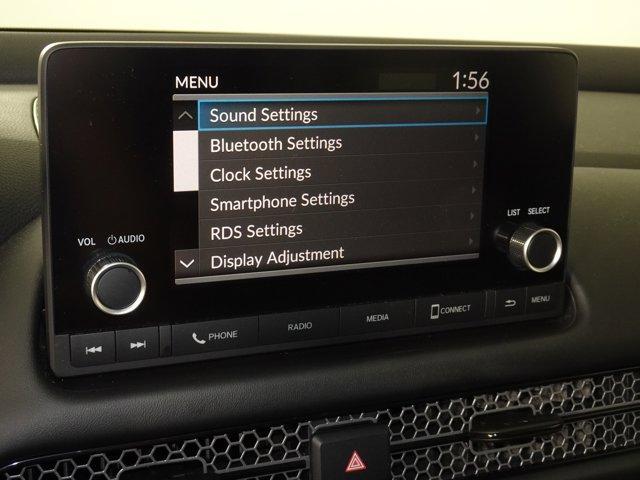 MENU 1:56
Sound Settings
Bluetooth Settings
Clock Settings
Smartphone Settings
RDS Settings
Display Adjustment
VOL AUDIO
LIST SELECT
PHONE RADIO MEDIA CONNECT MENU